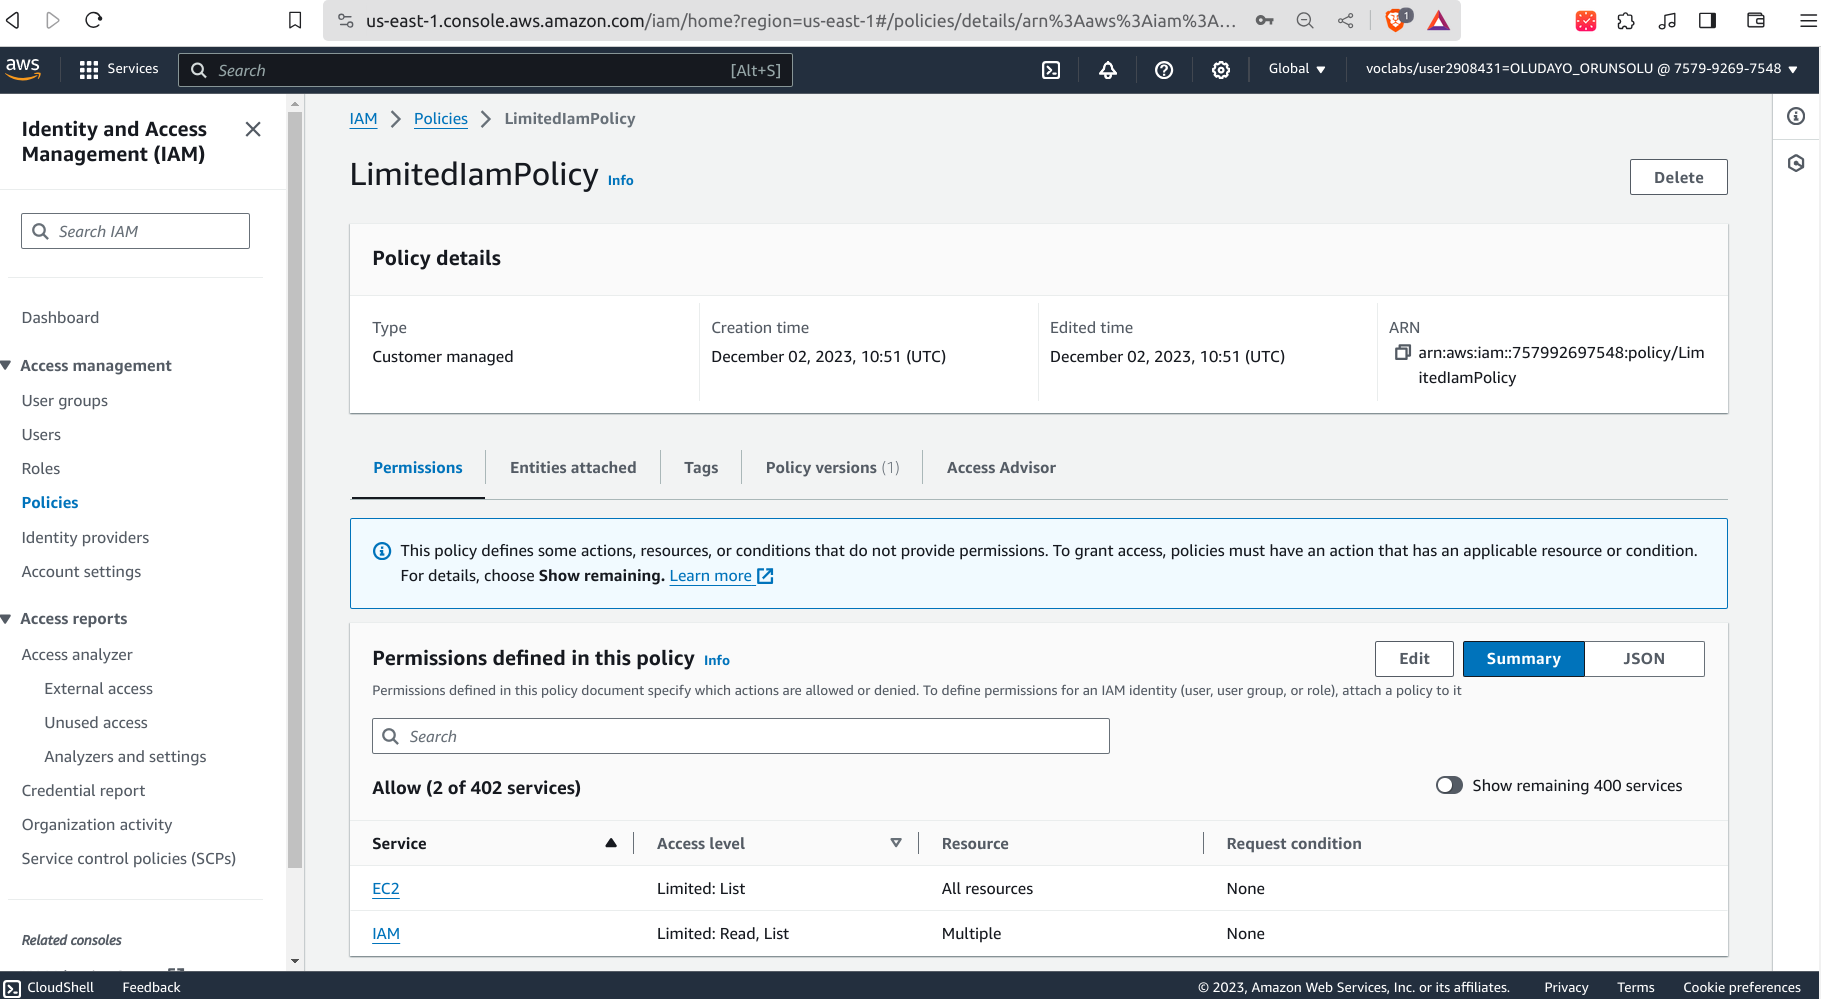 us-east-1.console.aws.amazon.com/iam/home?region=us-east-1#/policies/details/arn%3Aaws%3Aiam%3A...
1
aws
Services
Search [Alt+S]
Global
voclabs/user2908431=OLUDAYO_ORUNSOLU @ 7579-9269-7548
Identity and Access
Management (IAM)
Search IAM
Dashboard
Access management
User groups
Users
Roles
Policies
Identity providers
Account settings
Access reports
Access analyzer
External access
Unused access
Analyzers and settings
Credential report
Organization activity
Service control policies (SCPs)
Related consoles
IAM > Policies > LimitedIamPolicy
LimitedIamPolicy Info
Delete
Policy details
Type
Customer managed
Creation time
December 02, 2023, 10:51 (UTC)
Edited time
December 02, 2023, 10:51 (UTC)
ARN
arn:aws:iam::757992697548:policy/Lim
itedIamPolicy
Permissions
Entities attached
Tags
Policy versions (1)
Access Advisor
This policy defines some actions, resources, or conditions that do not provide permissions. To grant access, policies must have an action that has an applicable resource or condition.
For details, choose Show remaining. Learn more
Permissions defined in this policy Info
Edit
Summary
JSON
Permissions defined in this policy document specify which actions are allowed or denied. To define permissions for an IAM identity (user, user group, or role), attach a policy to it
Search
Allow (2 of 402 services)
Show remaining 400 services
Service Access level Resource Request condition
EC2 Limited: List All resources None
IAM Limited: Read, List Multiple None
CloudShell
Feedback
© 2023, Amazon Web Services, Inc. or its affiliates.
Privacy
Terms
Cookie preferences